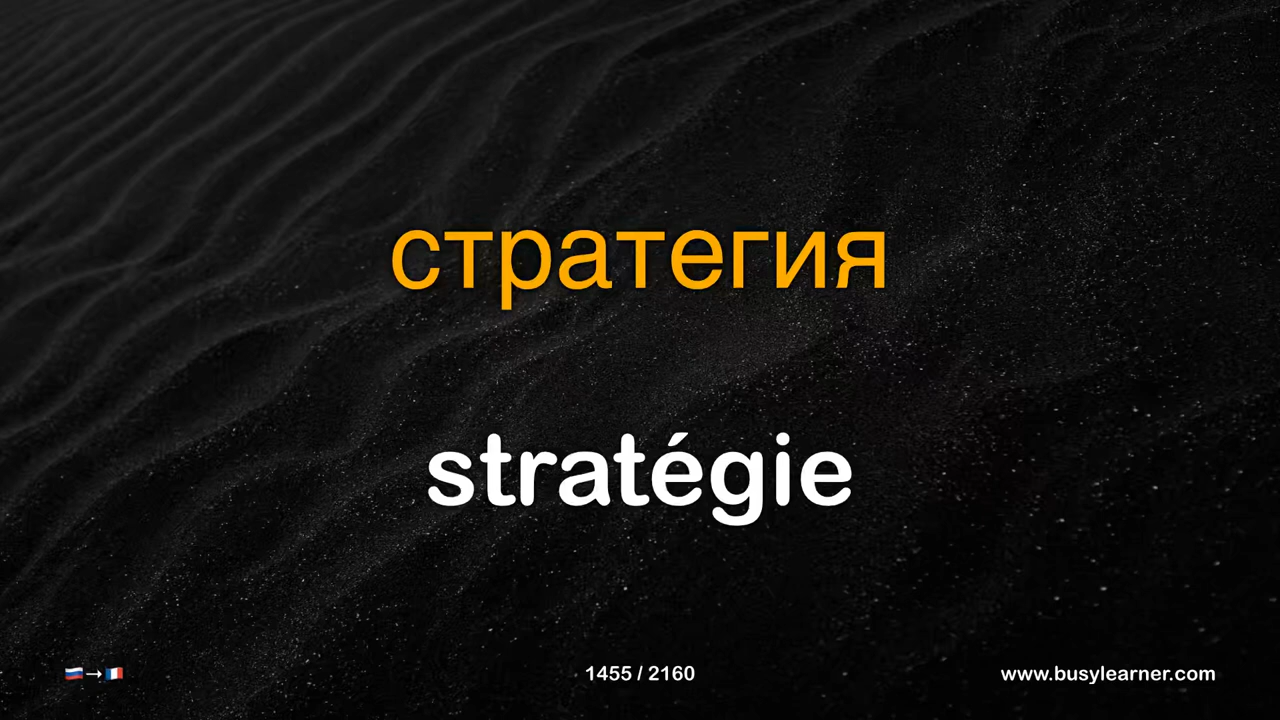 стратегия
stratégie
🇷🇺→🇫🇷
1455 / 2160
www.busylearner.com